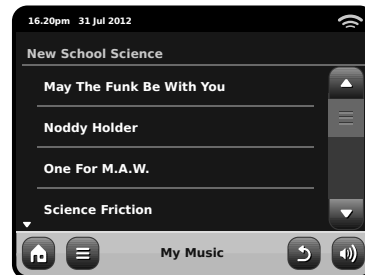 16.20pm 31 Jul 2012
New School Science
May The Funk Be With You
Noddy Holder
One For M.A.W.
Science Friction
My Music